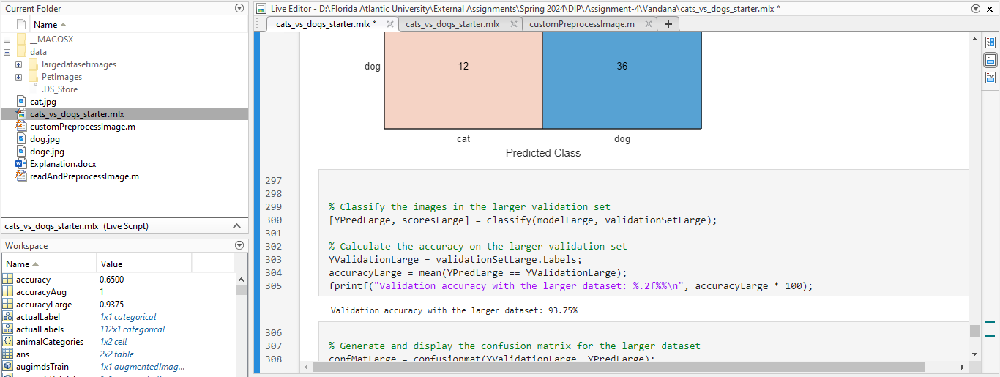 Current Folder
Name
__MACOSX
data
largedatasetimages
PetImages
.DS_Store
cat.jpg
cats_vs_dogs_starter.mlx
customPreprocessImage.m
dog.jpg
doge.jpg
Explanation.docx
readAndPreprocessImage.m
cats_vs_dogs_starter.mlx (Live Script)
Workspace
Name Value
accuracy 0.6500
accuracyAug 1
accuracyLarge 0.9375
actualLabel 1x1 categorical
actualLabels 112x1 categorical
animalCategories 1x2 cell
ans 2x2 table
augimdsTrain 1x1 augmentedImag...
Live Editor - D:\Florida Atlantic University\External Assignments\Spring 2024\DIP\Assignment-4\Vandana\cats_vs_dogs_starter.mlx *
cats_vs_dogs_starter.mlx * cats_vs_dogs_starter.mlx customPreprocessImage.m
dog 12 36
cat dog
Predicted Class
297
298
299 % Classify the images in the larger validation set
300 [YPredLarge, scoresLarge] = classify(modelLarge, validationSetLarge);
301
302 % Calculate the accuracy on the larger validation set
303 YValidationLarge = validationSetLarge.Labels;
304 accuracyLarge = mean(YPredLarge == YValidationLarge);
305 fprintf("Validation accuracy with the larger dataset: %.2f%%\n", accuracyLarge * 100);
Validation accuracy with the larger dataset: 93.75%
306
307 % Generate and display the confusion matrix for the larger dataset
308 confMatLarge = confusionmat(YValidationLarge, YPredLarge);